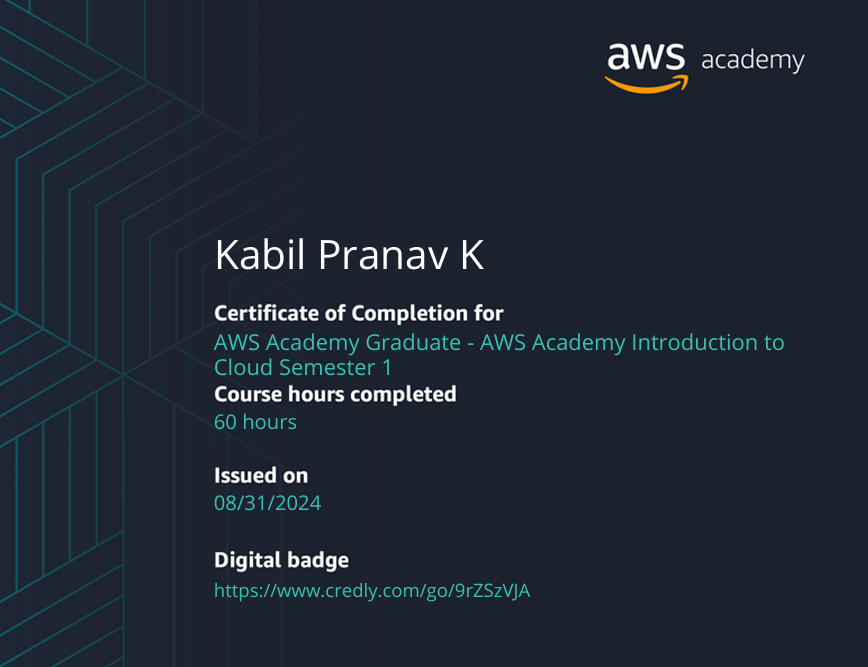 aws academy
Kabil Pranav K
Certificate of Completion for
AWS Academy Graduate - AWS Academy Introduction to
Cloud Semester 1
Course hours completed
60 hours
Issued on
08/31/2024
Digital badge
https://www.credly.com/go/9rZSzVJA